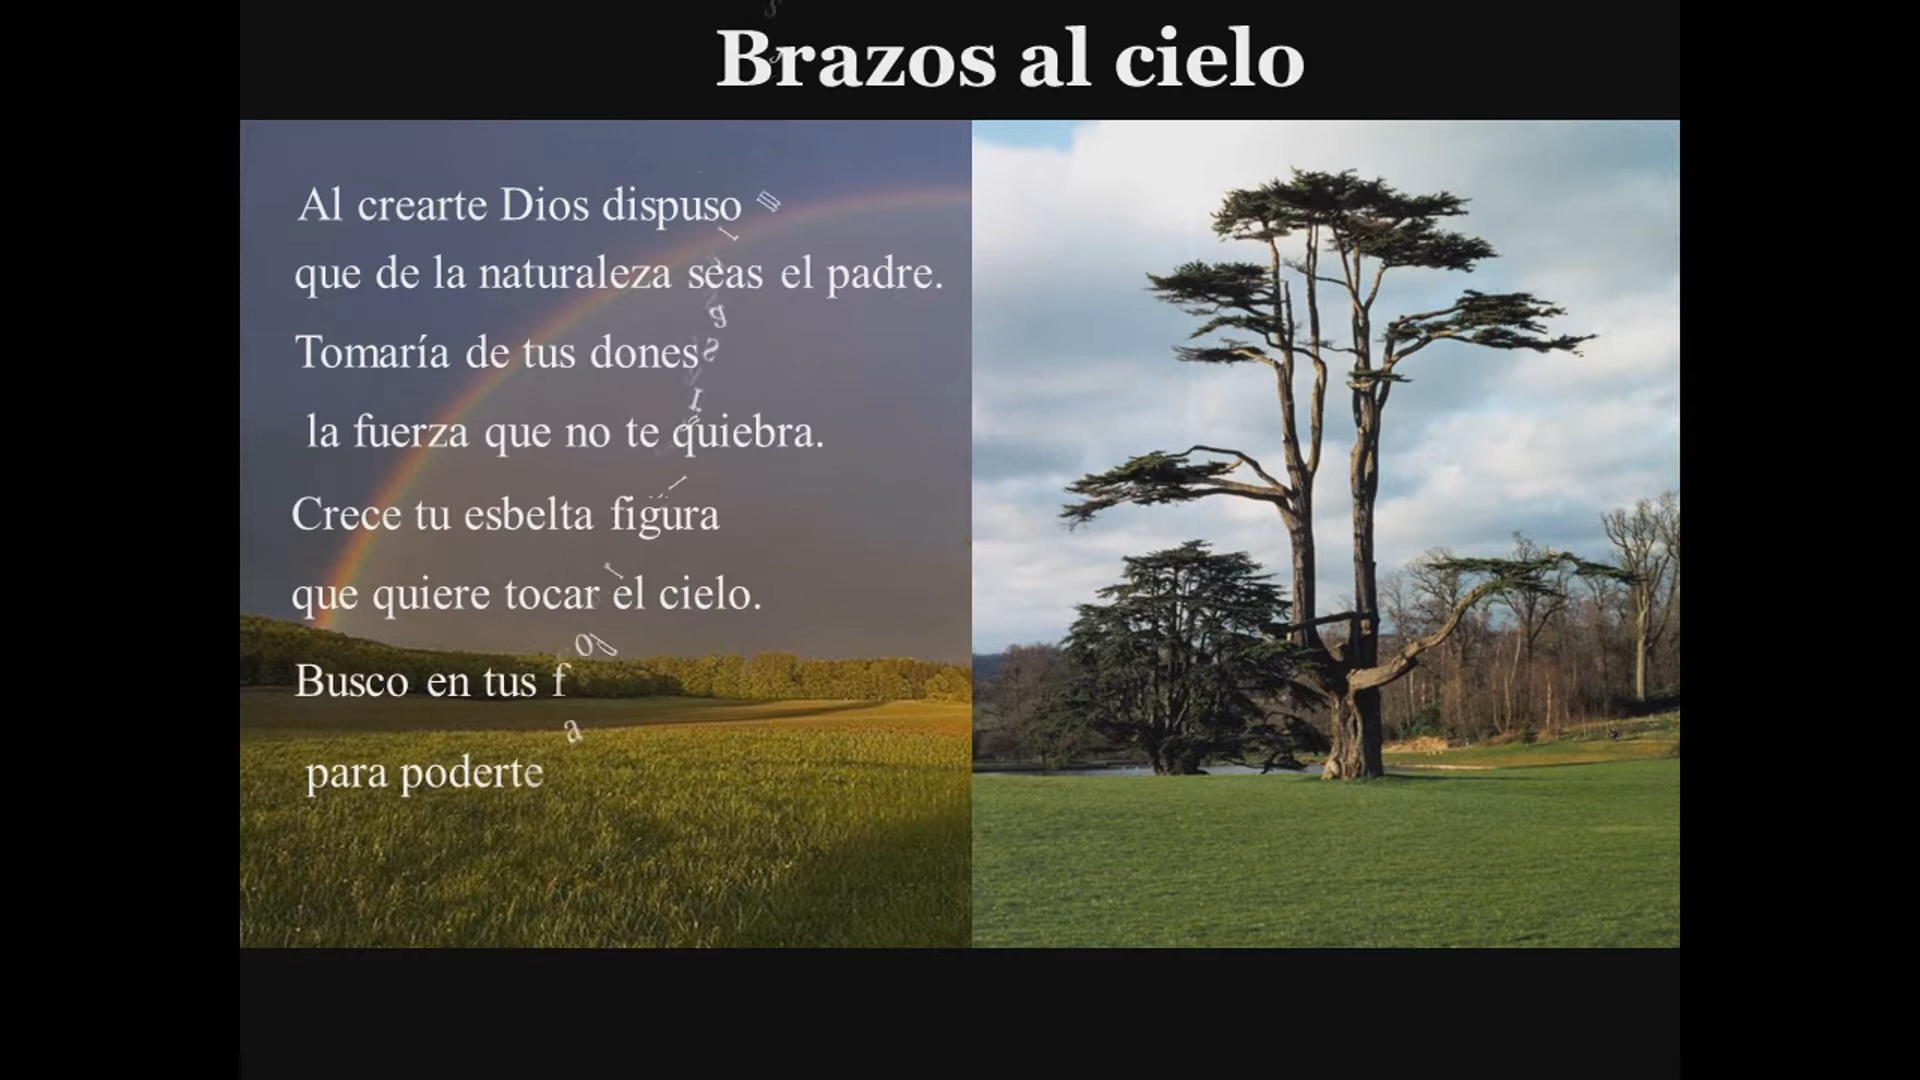 Brazos al cielo
Al crearte Dios dispuso
que de la naturaleza seas el padre.
Tomaría de tus dones
la fuerza que no te quiebra.
Crece tu esbelta figura
que quiere tocar el cielo.
Busco en tus f
para poderte